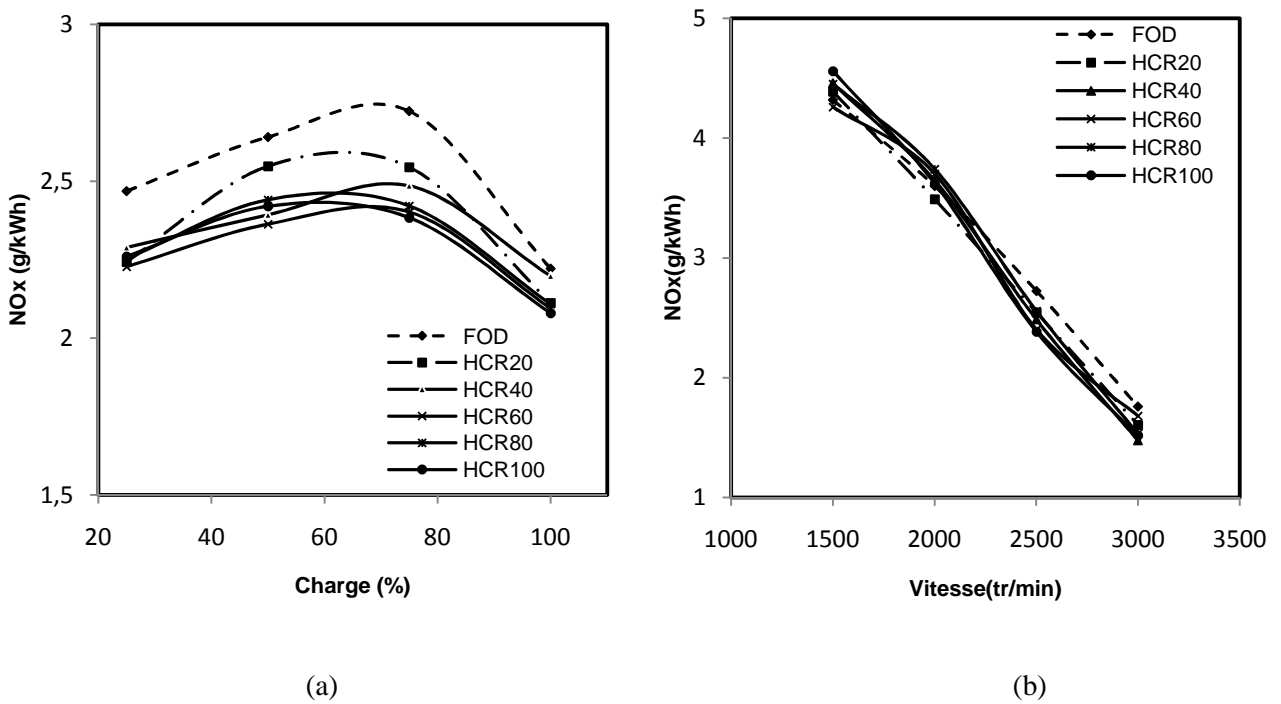 3
2,5
2
1,5
20 40 60 80 100
NOx (g/kWh)
Charge (%)
FOD
HCR20
HCR40
HCR60
HCR80
HCR100
(a)
5
4
3
2
1
1000 1500 2000 2500 3000 3500
NOx(g/kWh)
Vitesse(tr/min)
FOD
HCR20
HCR40
HCR60
HCR80
HCR100
(b)